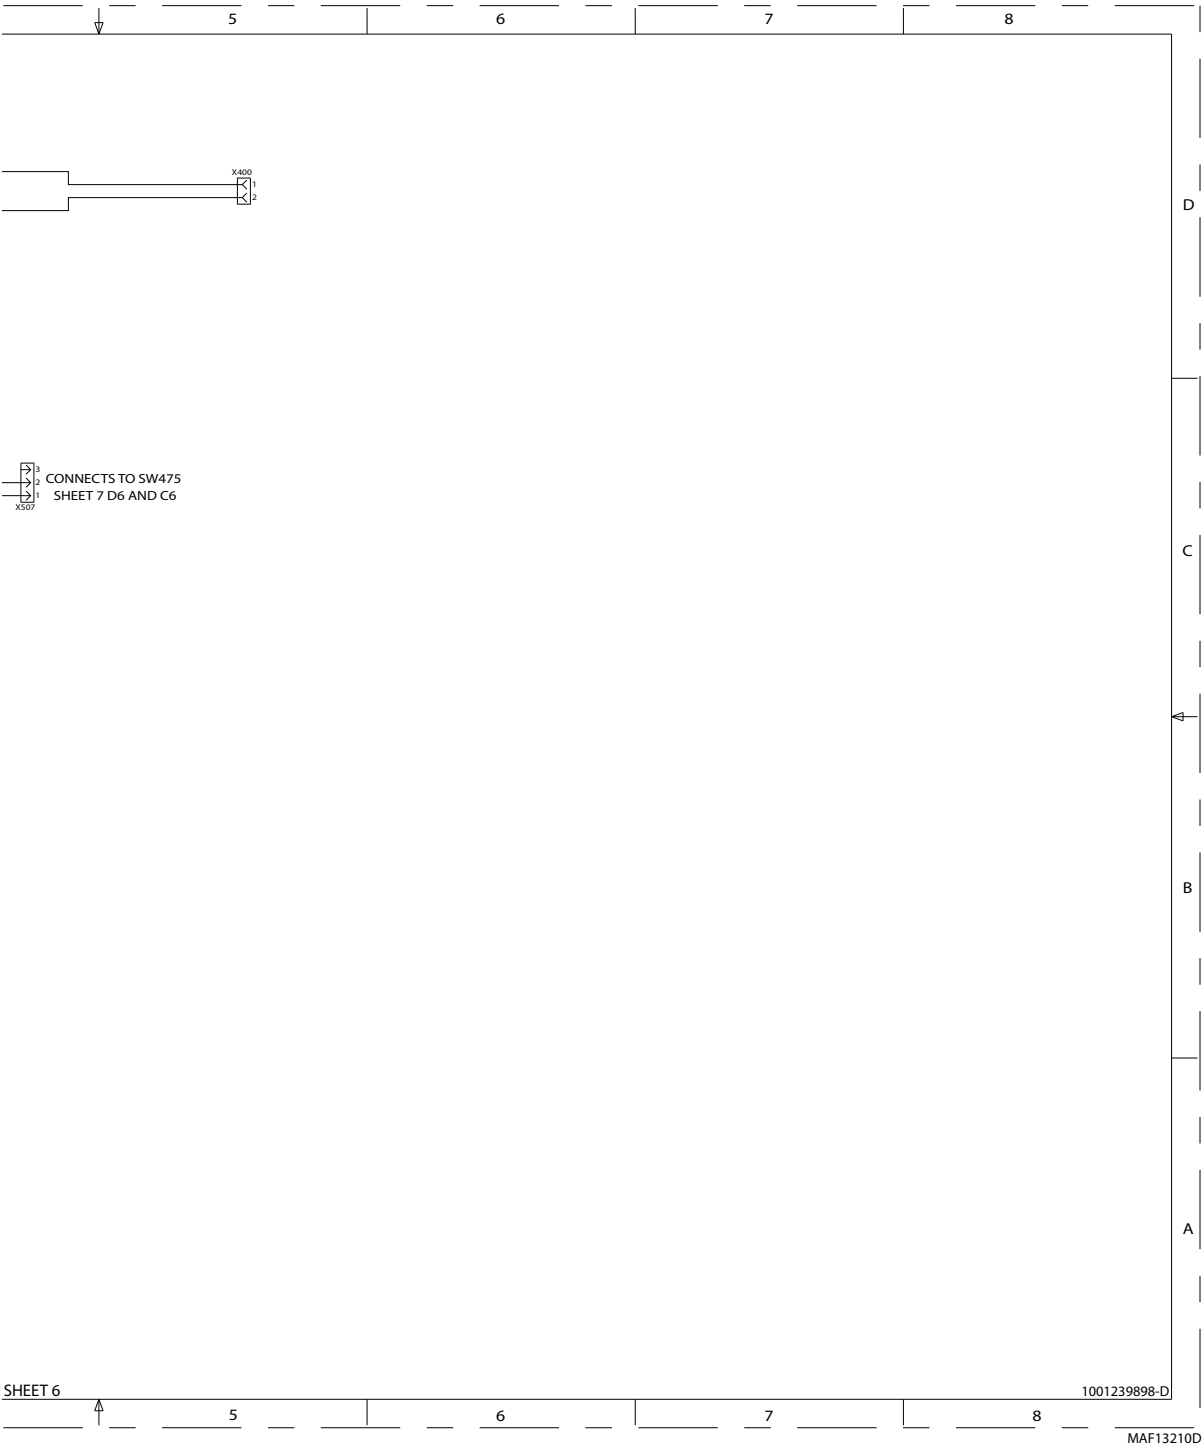 5 6 7 8
X400
1
2
D
3
2 CONNECTS TO SW475
1 SHEET 7 D6 AND C6
X507
C
B
A
SHEET 6 1001239898-D
5 6 7 8
MAF13210D